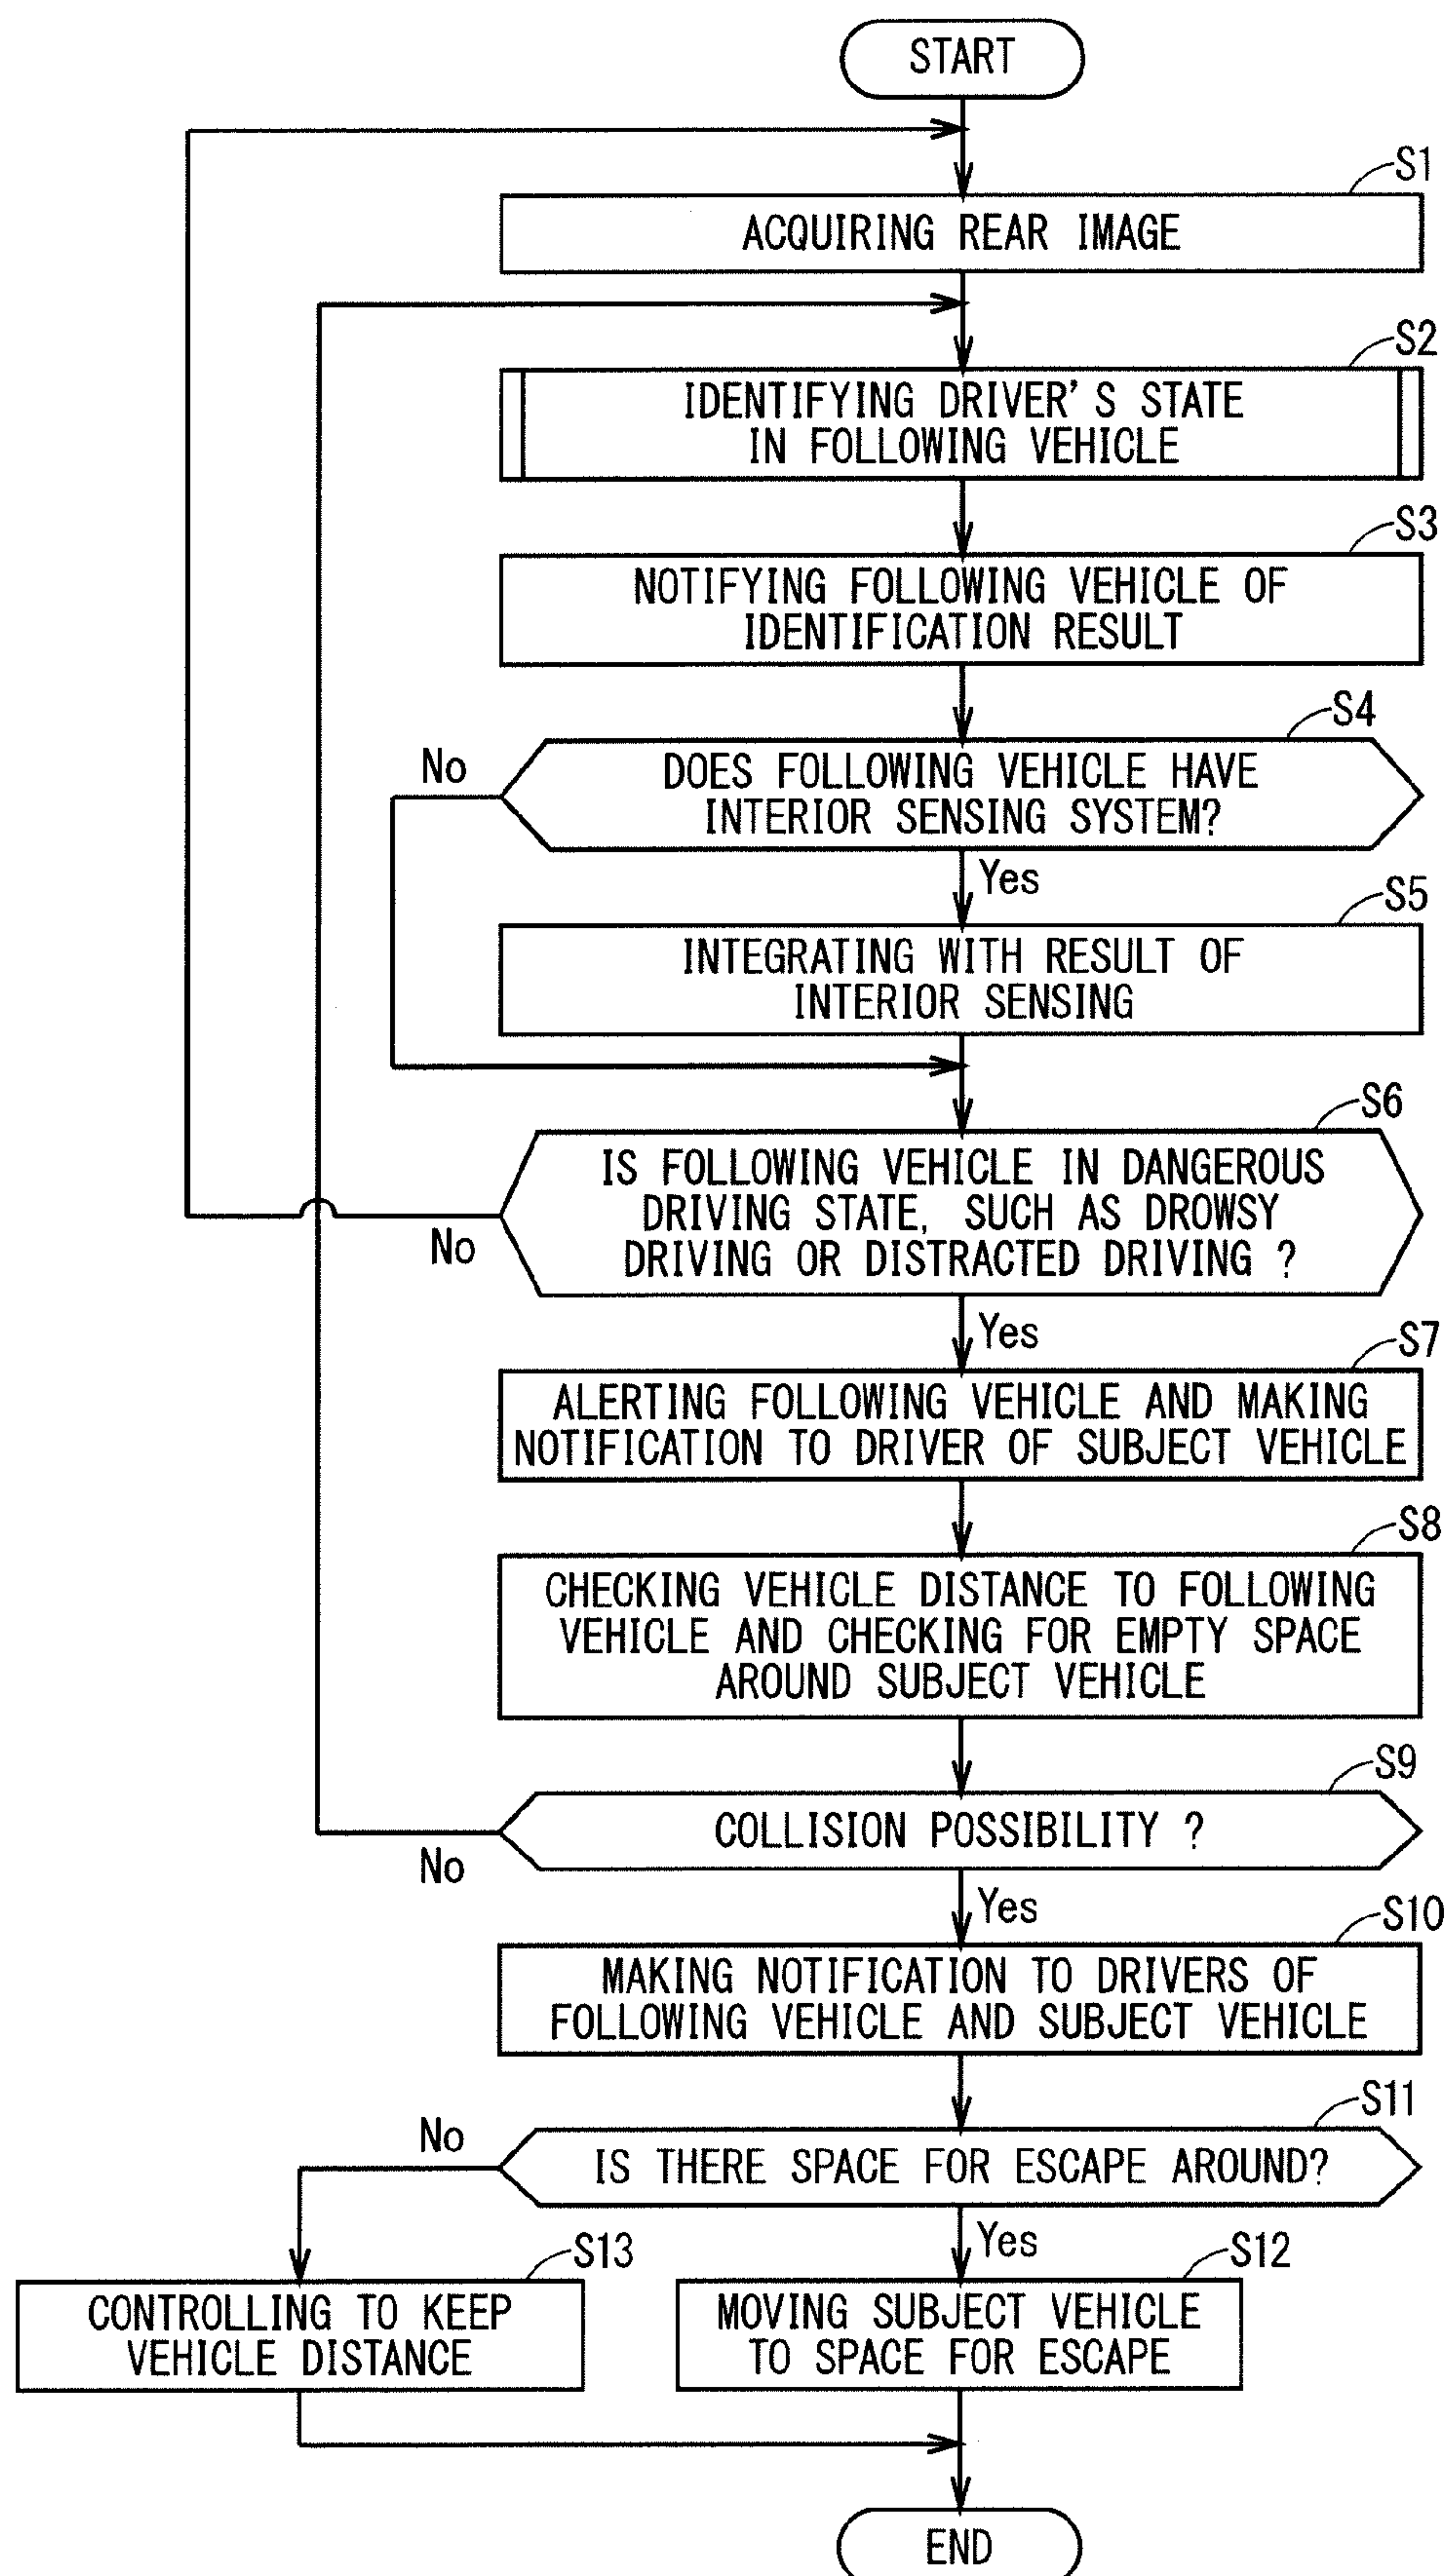 START
S1
ACQUIRING REAR IMAGE
S2
IDENTIFYING DRIVER'S STATE
IN FOLLOWING VEHICLE
S3
NOTIFYING FOLLOWING VEHICLE OF
IDENTIFICATION RESULT
S4
No
DOES FOLLOWING VEHICLE HAVE
INTERIOR SENSING SYSTEM?
Yes
S5
INTEGRATING WITH RESULT OF
INTERIOR SENSING
S6
IS FOLLOWING VEHICLE IN DANGEROUS
DRIVING STATE, SUCH AS DROWSY
DRIVING OR DISTRACTED DRIVING ?
No
Yes
S7
ALERTING FOLLOWING VEHICLE AND MAKING
NOTIFICATION TO DRIVER OF SUBJECT VEHICLE
S8
CHECKING VEHICLE DISTANCE TO FOLLOWING
VEHICLE AND CHECKING FOR EMPTY SPACE
AROUND SUBJECT VEHICLE
S9
COLLISION POSSIBILITY ?
No
Yes
S10
MAKING NOTIFICATION TO DRIVERS OF
FOLLOWING VEHICLE AND SUBJECT VEHICLE
S11
No
IS THERE SPACE FOR ESCAPE AROUND?
Yes
S13
S12
CONTROLLING TO KEEP
VEHICLE DISTANCE
MOVING SUBJECT VEHICLE
TO SPACE FOR ESCAPE
END